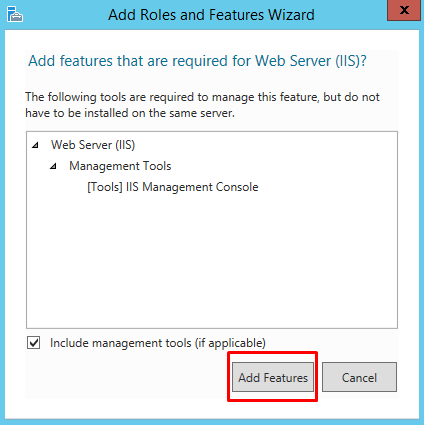 Add Roles and Features Wizard
x
Add features that are required for Web Server (IIS)?
The following tools are required to manage this feature, but do not
have to be installed on the same server.
Web Server (IIS)
Management Tools
[Tools] IIS Management Console
Include management tools (if applicable)
Add Features
Cancel